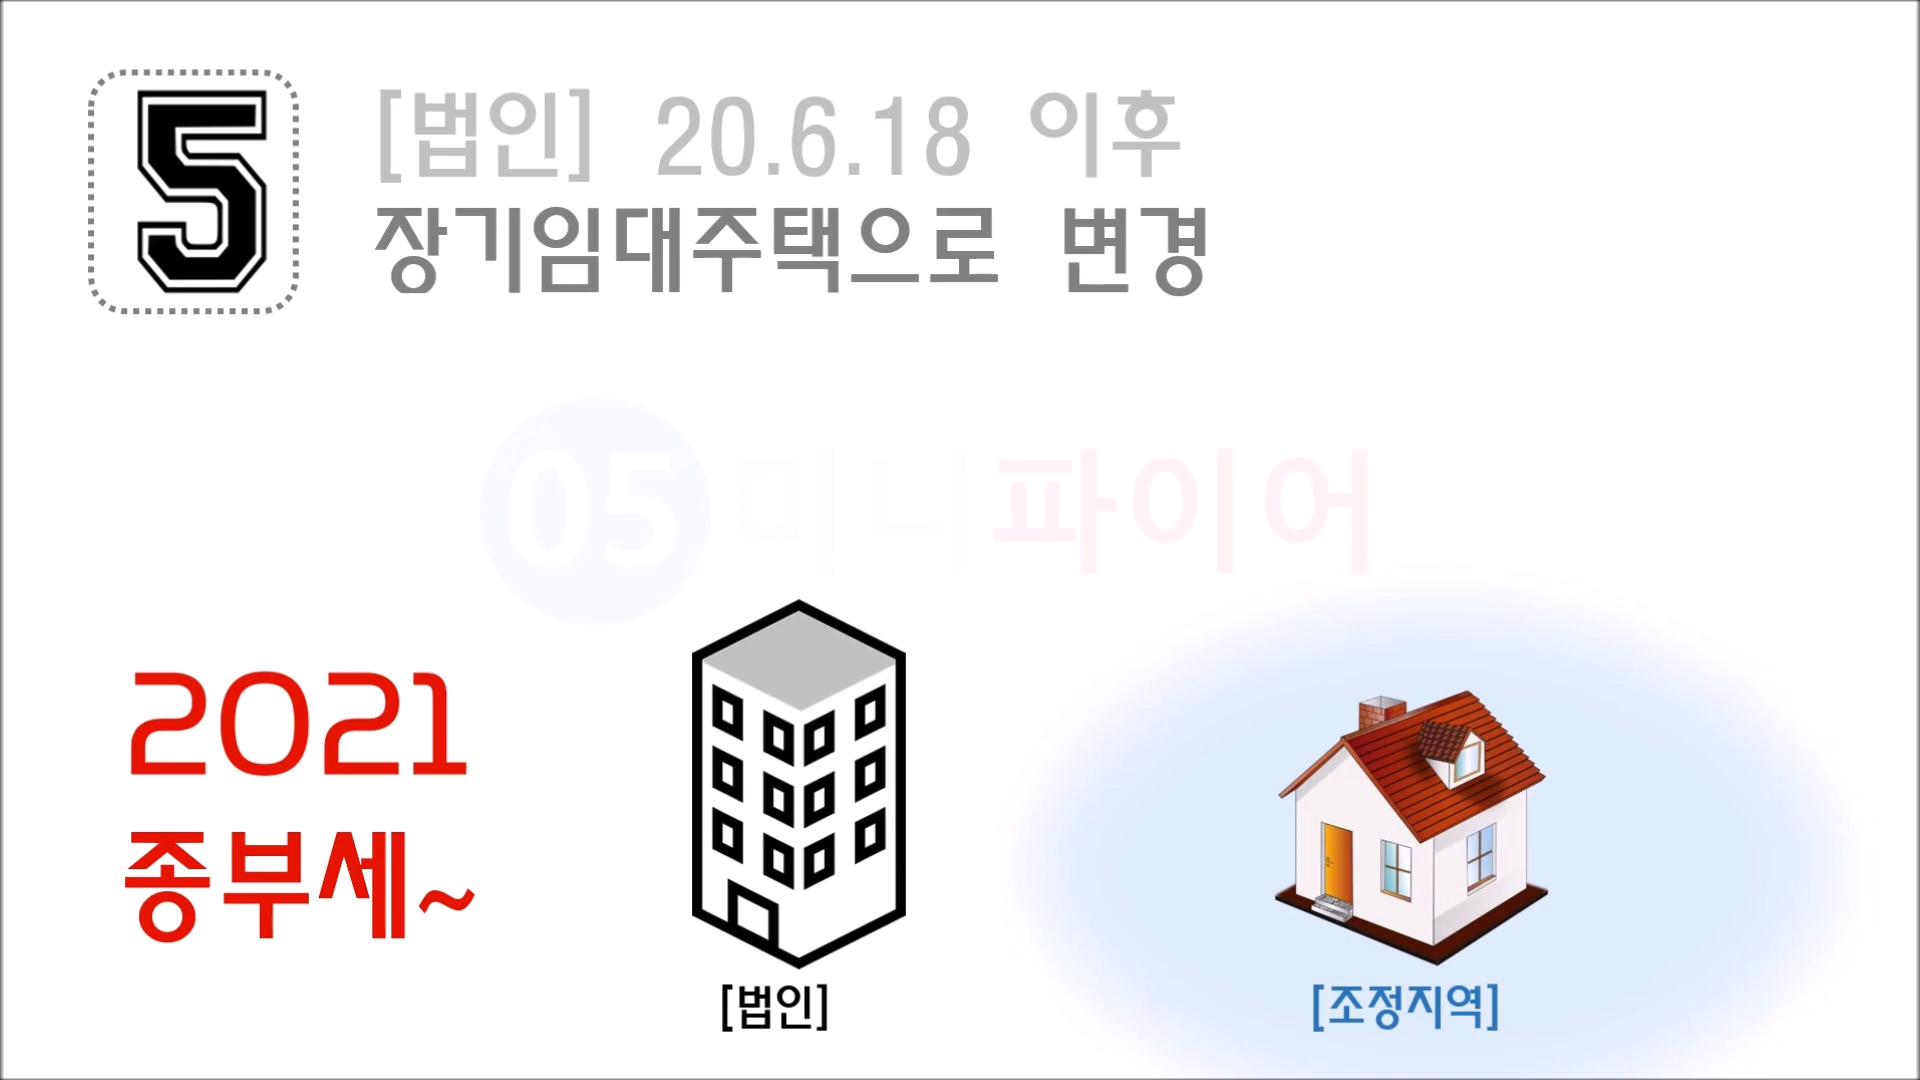 5
[법인] 20.6.18 이후
장기임대주택으로 변경
05 미니파이어
2021
종부세~
[법인]
[조정지역]